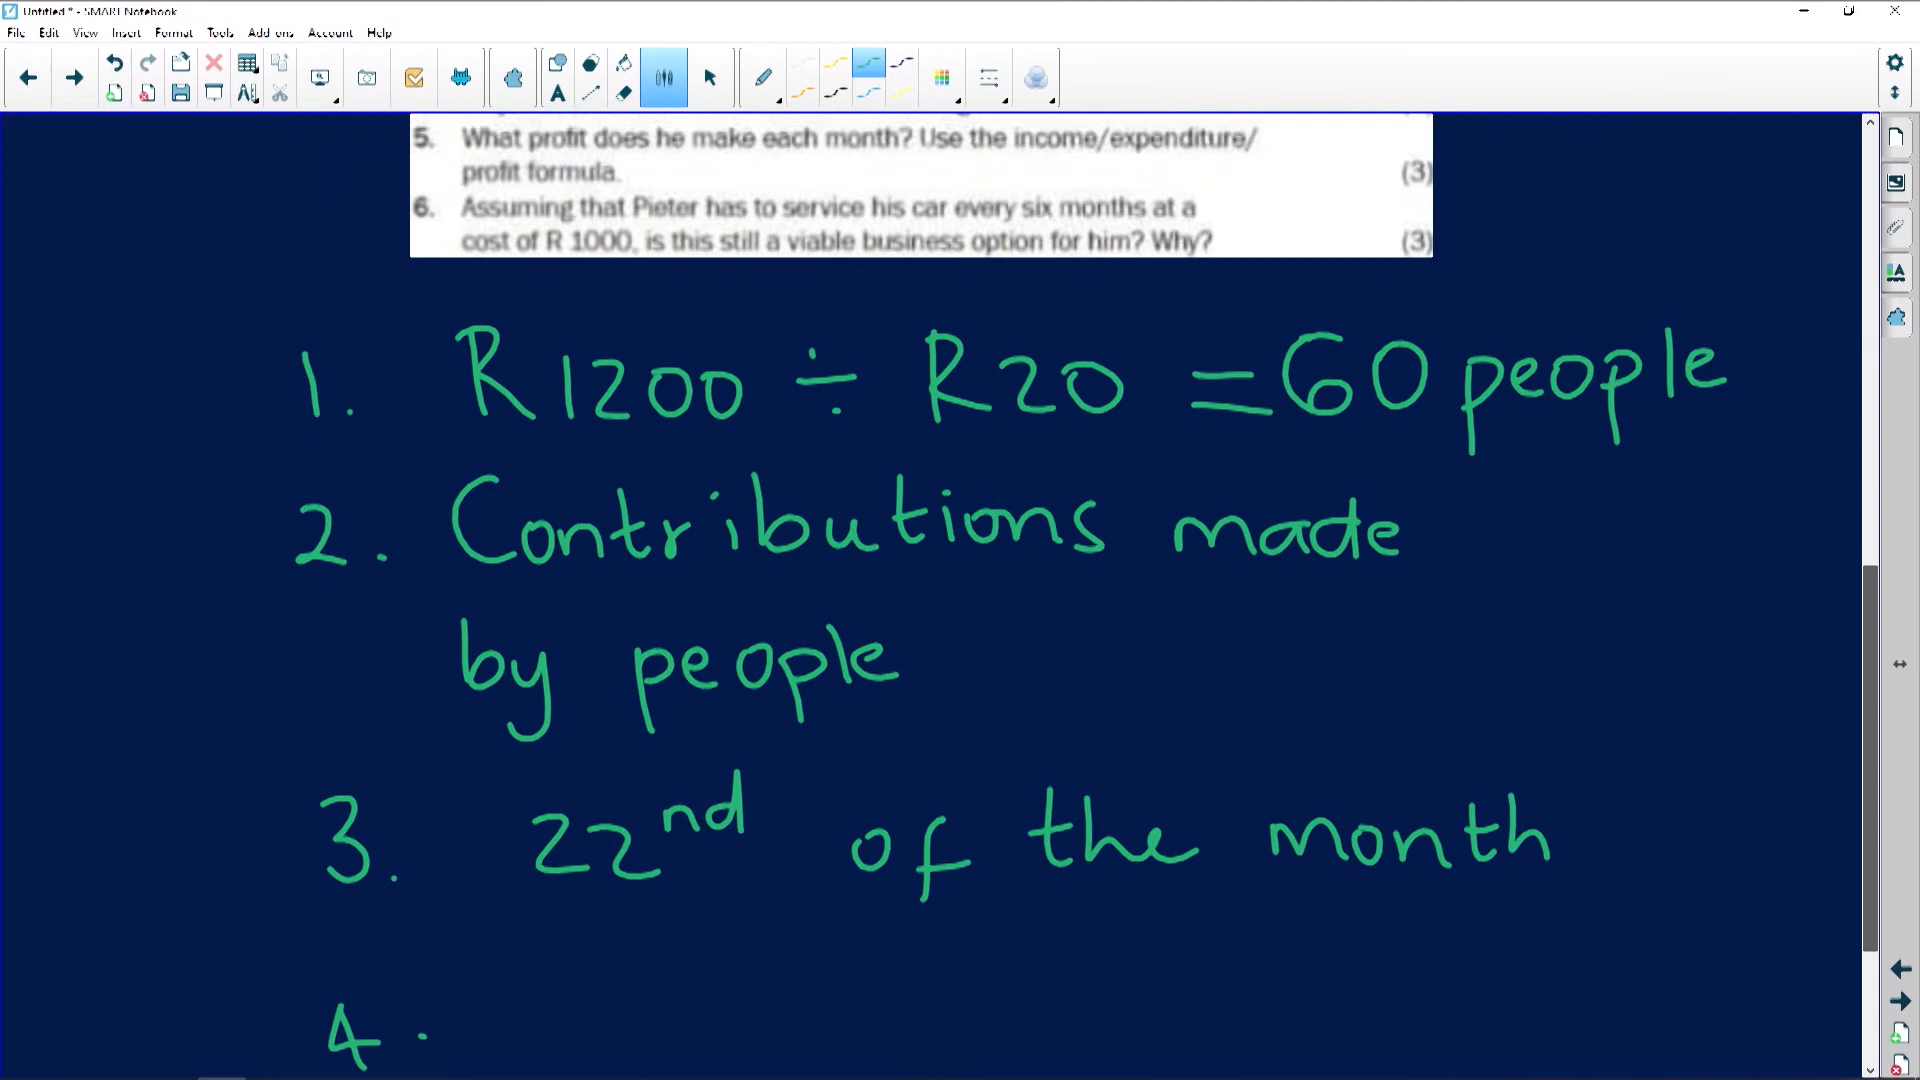 Untitled * - SMART Notebook
File Edit View Insert Format Tools Add-ons Account Help
5. What profit does he make each month? Use the income/expenditure/
profit formula. (3)
6. Assuming that Pieter has to service his car every six months at a
cost of R 1000, is this still a viable business option for him? Why? (3)
1. R1200 ÷ R20 = 60 people
2. Contributions made
by people
3. 22nd of the month
4.